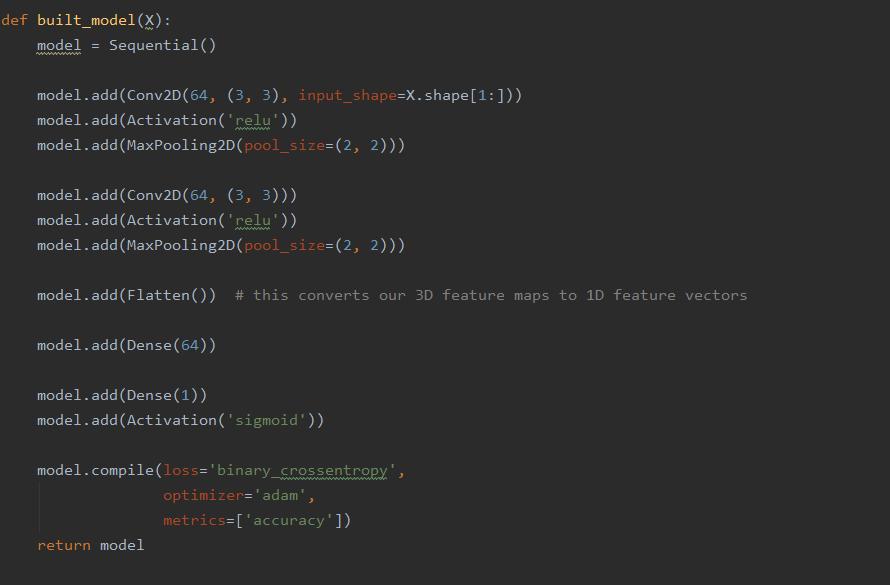 def built_model(X):
    model = Sequential()

    model.add(Conv2D(64, (3, 3), input_shape=X.shape[1:]))
    model.add(Activation('relu'))
    model.add(MaxPooling2D(pool_size=(2, 2)))

    model.add(Conv2D(64, (3, 3)))
    model.add(Activation('relu'))
    model.add(MaxPooling2D(pool_size=(2, 2)))

    model.add(Flatten())  # this converts our 3D feature maps to 1D feature vectors

    model.add(Dense(64))

    model.add(Dense(1))
    model.add(Activation('sigmoid'))

    model.compile(loss='binary_crossentropy',
                  optimizer='adam',
                  metrics=['accuracy'])
    return model